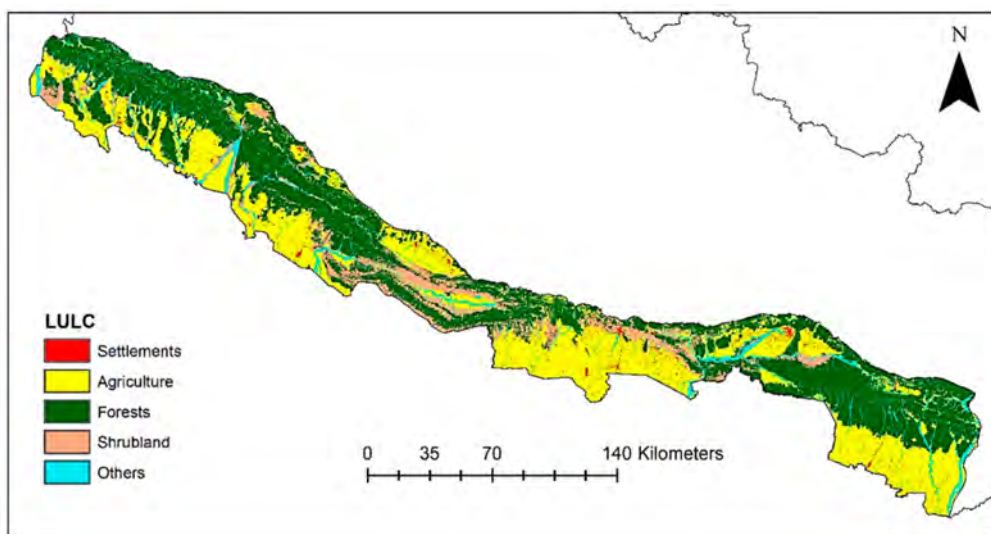 N
LULC
Settlements
Agriculture
Forests
Shrubland
Others
0 35 70 140 Kilometers